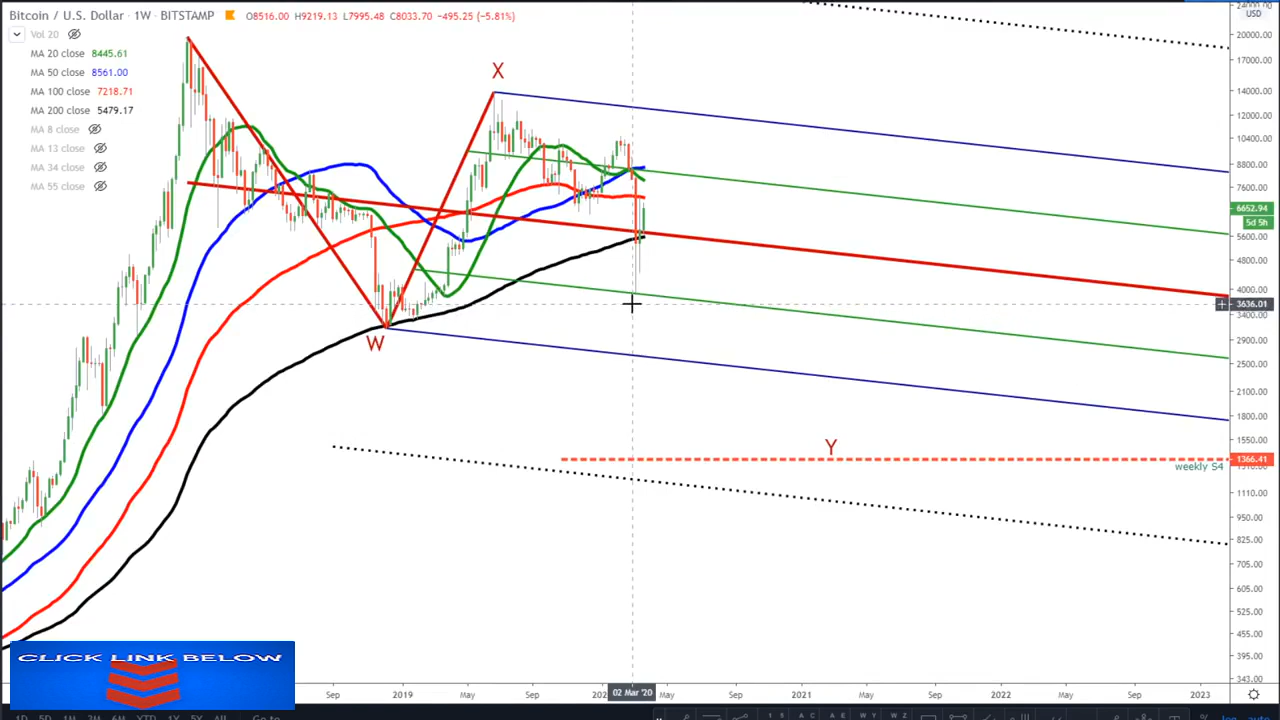 Bitcoin / U.S. Dollar · 1W · BITSTAMP O8516.00 H9219.13 L7995.48 C8033.70 −495.25 (−5.81%)
Vol 20
MA 20 close 8445.61
MA 50 close 8561.00
MA 100 close 7218.71
MA 200 close 5479.17
MA 8 close
MA 13 close
MA 34 close
MA 55 close
X
W
Y
weekly S4
USD
24000.00
20000.00
17000.00
14000.00
12000.00
10400.00
8800.00
7600.00
6652.94
5d 5h
5600.00
4800.00
4000.00
3636.01
3400.00
2900.00
2500.00
2100.00
1800.00
1550.00
1366.41
1110.00
950.00
825.00
705.00
605.00
525.00
455.00
395.00
343.00
CLICK LINK BELOW
Sep 2019 May Sep 02 Mar '20 May Sep 2021 May Sep 2022 May Sep 2023